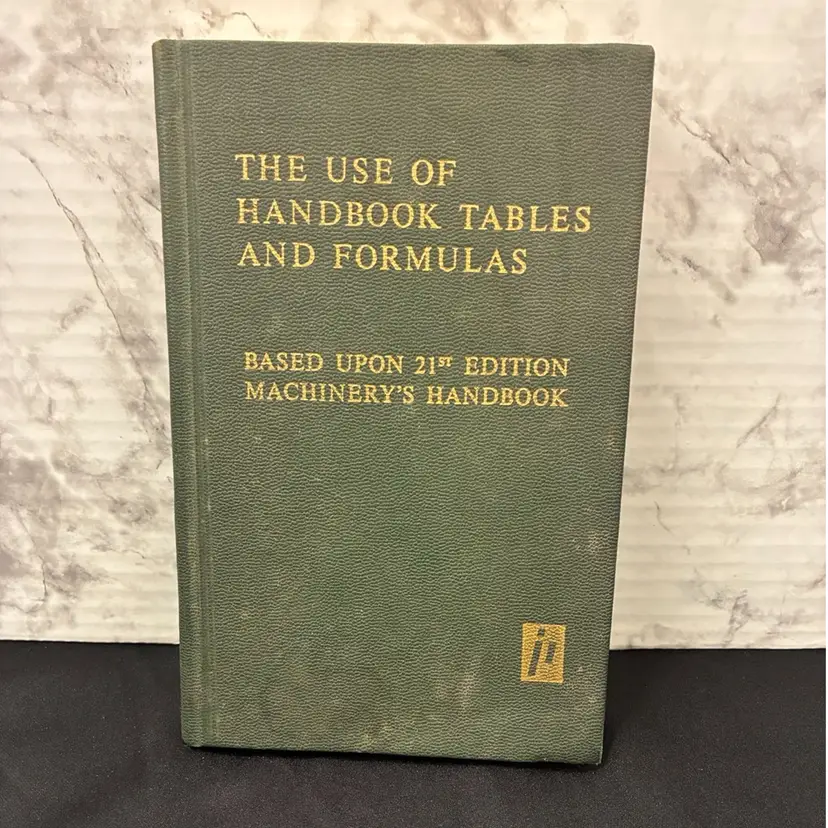 THE USE OF
HANDBOOK TABLES
AND FORMULAS
BASED UPON 21ST EDITION
MACHINERY'S HANDBOOK
ip